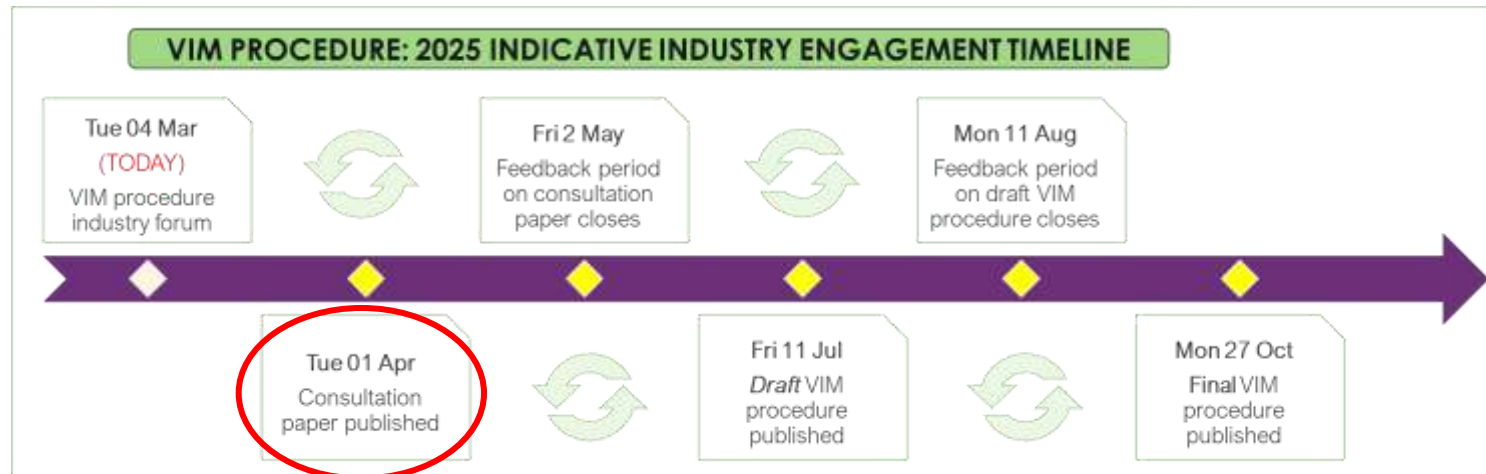 VIM PROCEDURE: 2025 INDICATIVE INDUSTRY ENGAGEMENT TIMELINE
Tue 04 Mar
(TODAY)
VIM procedure
industry forum
Fri 2 May
Feedback period
on consultation
paper closes
Mon 11 Aug
Feedback period
on draft VIM
procedure closes
Tue 01 Apr
Consultation
paper published
Fri 11 Jul
Draft VIM
procedure
published
Mon 27 Oct
Final VIM
procedure
published